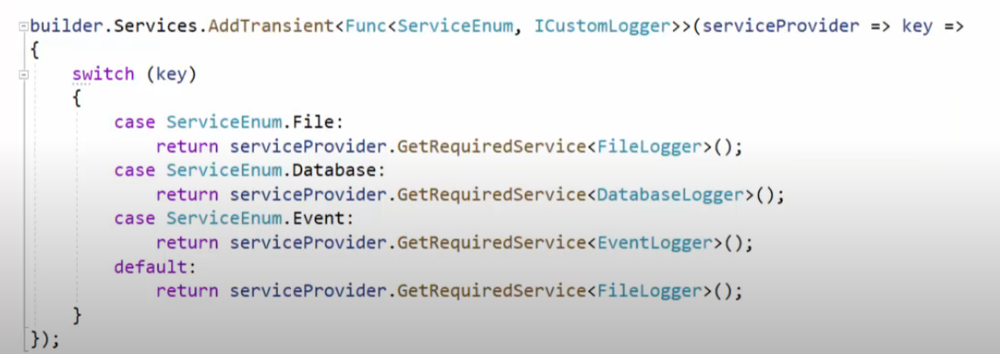 builder.Services.AddTransient<Func<ServiceEnum, ICustomLogger>>(serviceProvider => key =>
{
    switch (key)
    {
        case ServiceEnum.File:
            return serviceProvider.GetRequiredService<FileLogger>();
        case ServiceEnum.Database:
            return serviceProvider.GetRequiredService<DatabaseLogger>();
        case ServiceEnum.Event:
            return serviceProvider.GetRequiredService<EventLogger>();
        default:
            return serviceProvider.GetRequiredService<FileLogger>();
    }
});